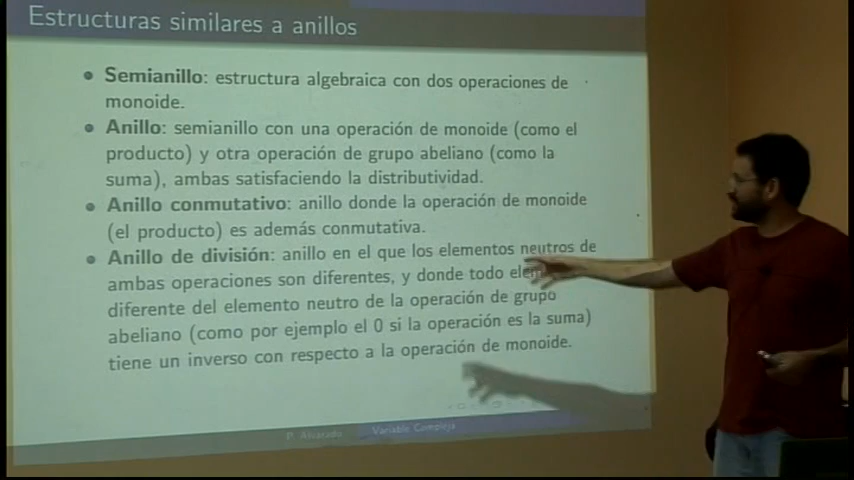 Estructuras similares a anillos
• Semianillo: estructura algebraica con dos operaciones de
monoide.
• Anillo: semianillo con una operación de monoide (como el
producto) y otra operación de grupo abeliano (como la
suma), ambas satisfaciendo la distributividad.
• Anillo conmutativo: anillo donde la operación de monoide
(el producto) es además conmutativa.
• Anillo de división: anillo en el que los elementos neutros de
ambas operaciones son diferentes, y donde todo
diferente del elemento neutro de la operación de grupo
abeliano (como por ejemplo el 0 si la operación es la suma)
tiene un inverso con respecto a la operación de monoide.
P. Alvarado Variable Compleja